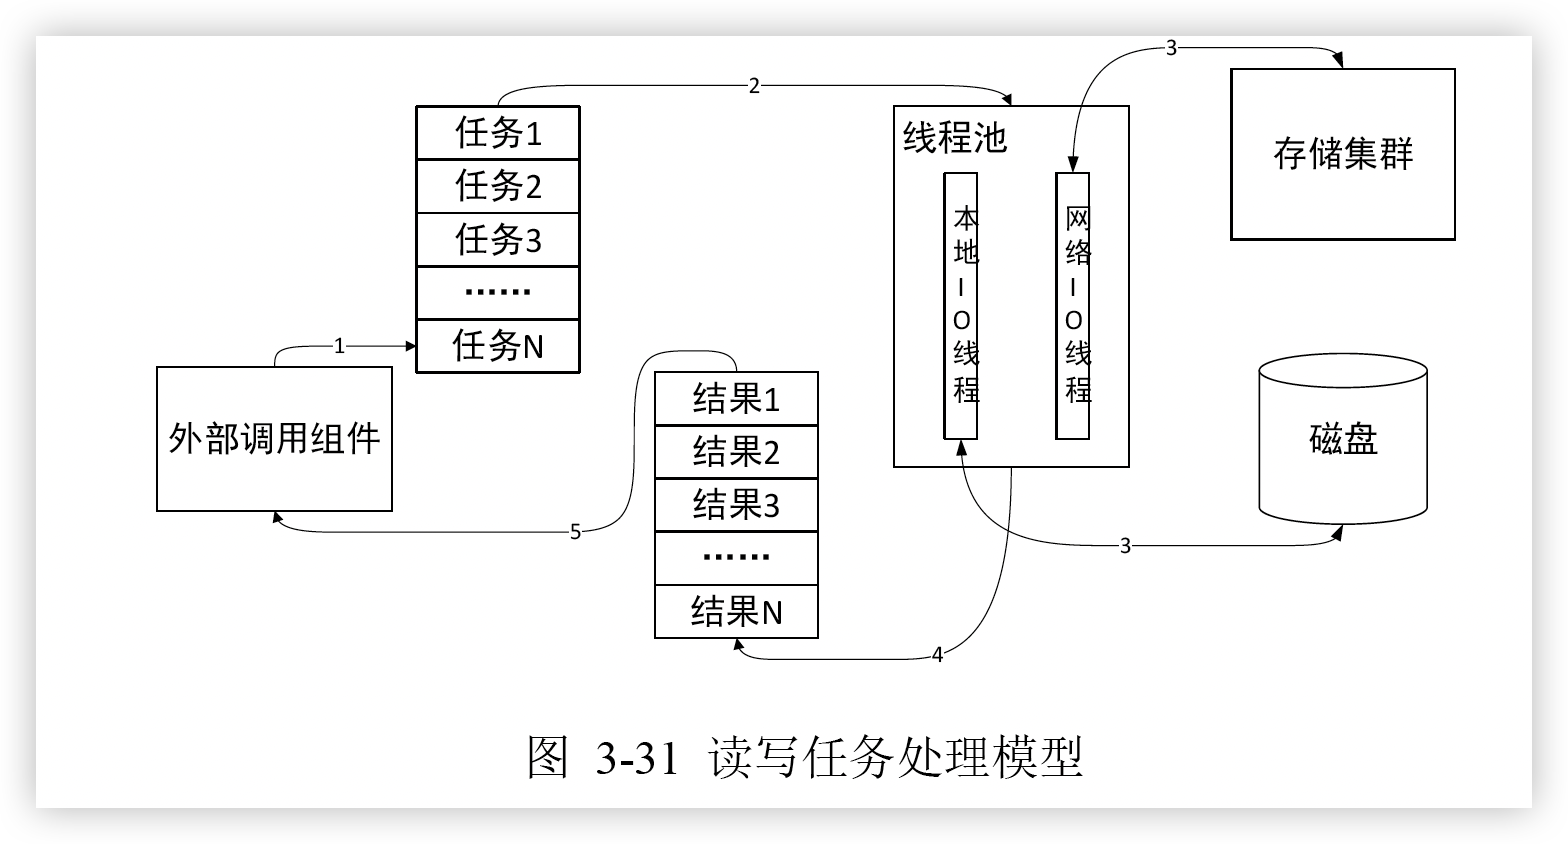 任务1
任务2
任务3
……
任务N
1
2
3
线程池
本地IO线程
网络IO线程
存储集群
外部调用组件
结果1
结果2
结果3
……
结果N
磁盘
5
3
4
图 3-31 读写任务处理模型